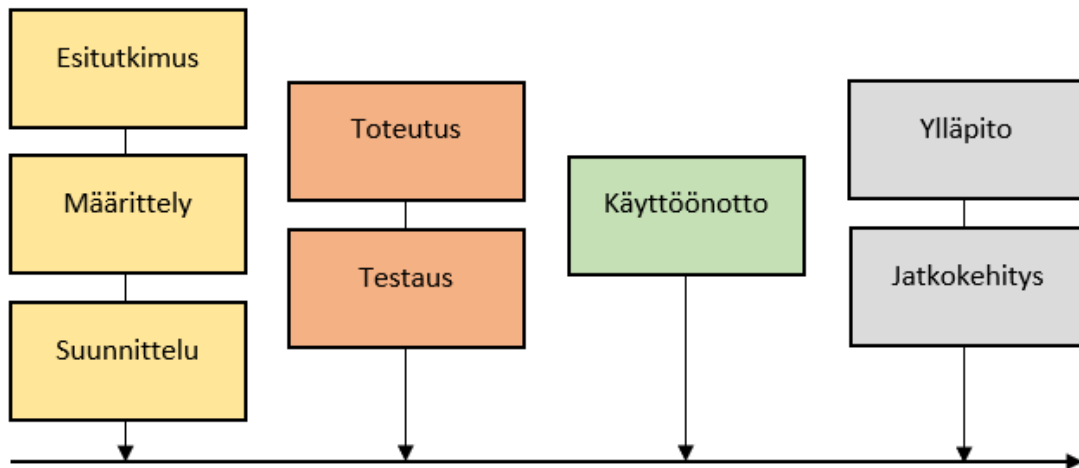 Esitutkimus
Määrittely
Suunnittelu
Toteutus
Testaus
Käyttöönotto
Ylläpito
Jatkokehitys